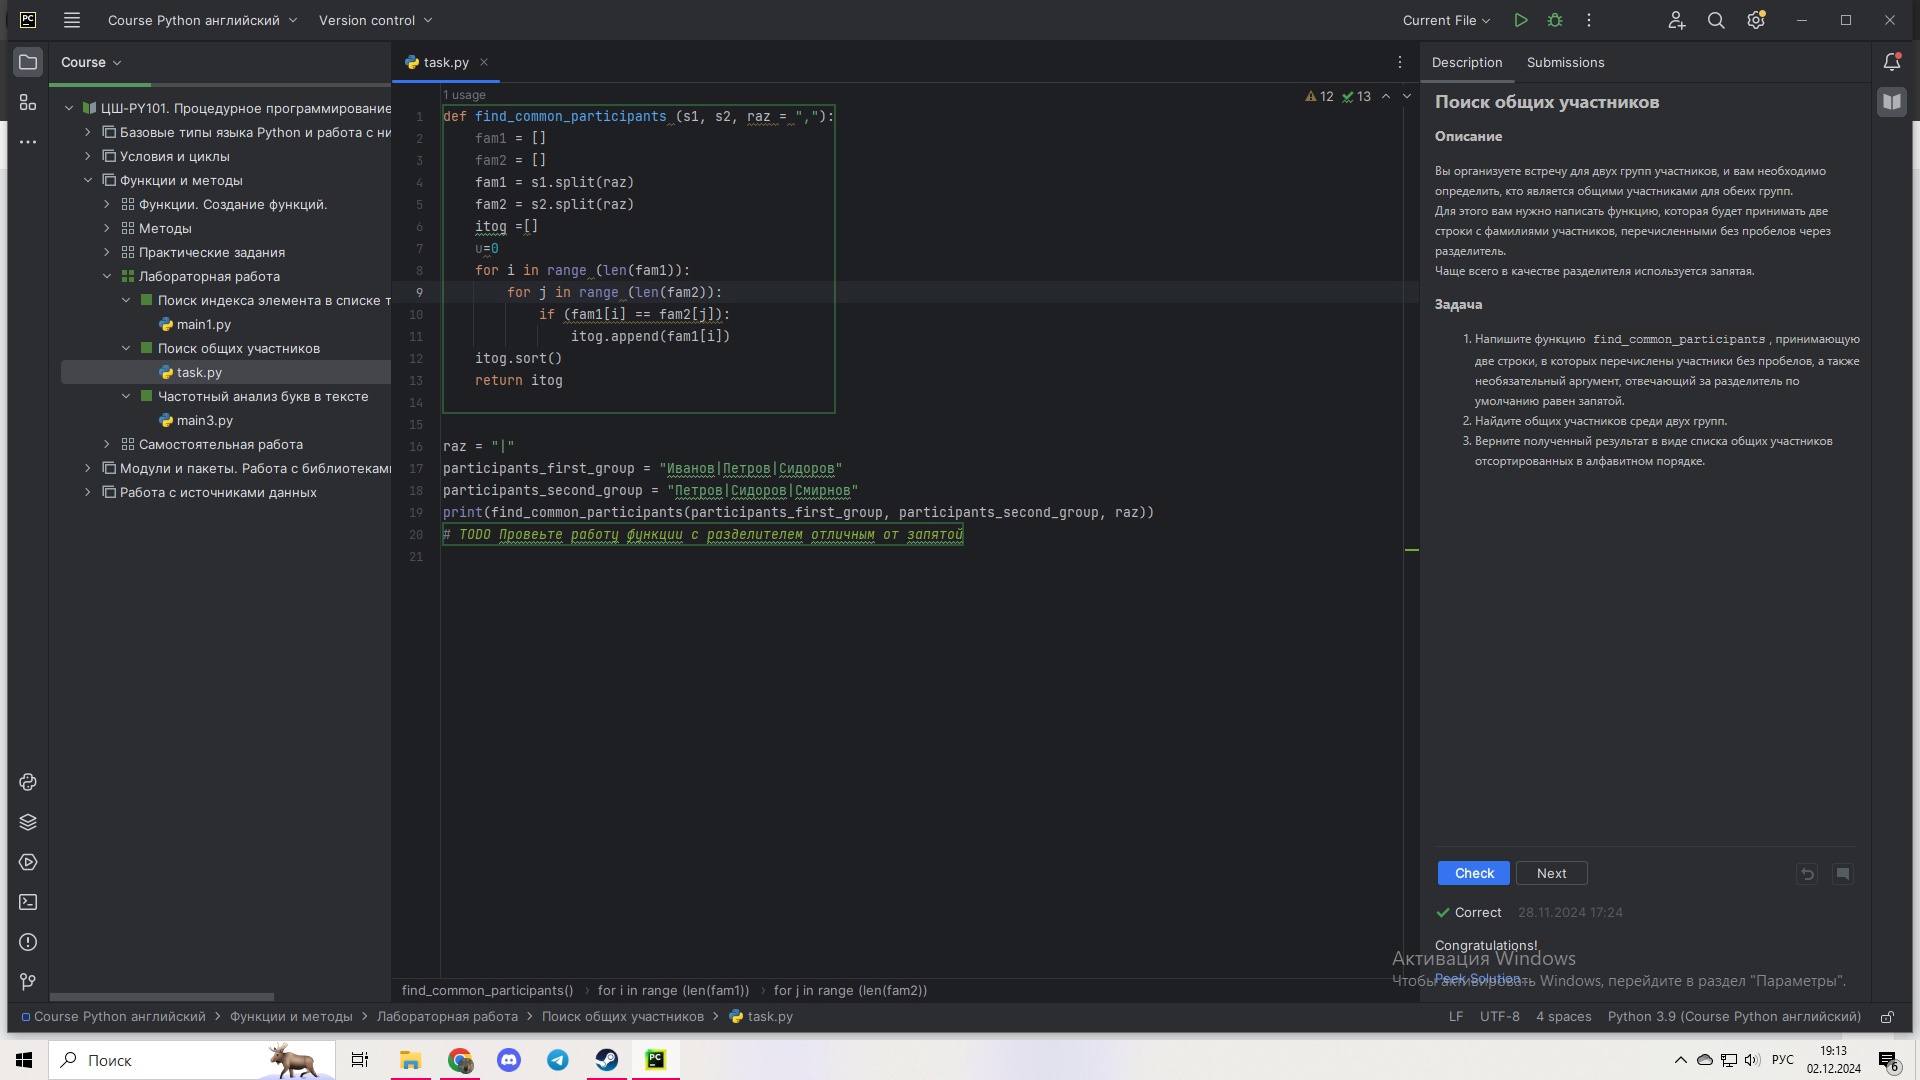 PC
Course Python английский
Version control
Current File
Course
task.py
Description
Submissions
ЦШ-PY101. Процедурное программирование
Базовые типы языка Python и работа с ни
Условия и циклы
Функции и методы
Функции. Создание функций.
Методы
Практические задания
Лабораторная работа
Поиск индекса элемента в списке т
main1.py
Поиск общих участников
task.py
Частотный анализ букв в тексте
main3.py
Самостоятельная работа
Модули и пакеты. Работа с библиотеками
Работа с источниками данных
1 usage
12
13
1 def find_common_participants (s1, s2, raz = ","):
2 fam1 = []
3 fam2 = []
4 fam1 = s1.split(raz)
5 fam2 = s2.split(raz)
6 itog =[]
7 u=0
8 for i in range (len(fam1)):
9 for j in range (len(fam2)):
10 if (fam1[i] == fam2[j]):
11 itog.append(fam1[i])
12 itog.sort()
13 return itog
14
15
16 raz = "|"
17 participants_first_group = "Иванов|Петров|Сидоров"
18 participants_second_group = "Петров|Сидоров|Смирнов"
19 print(find_common_participants(participants_first_group, participants_second_group, raz))
20 # TODO Провеьте работу функции с разделителем отличным от запятой
21
Поиск общих участников
Описание
Вы организуете встречу для двух групп участников, и вам необходимо
определить, кто является общими участниками для обеих групп.
Для этого вам нужно написать функцию, которая будет принимать две
строки с фамилиями участников, перечисленными без пробелов через
разделитель.
Чаще всего в качестве разделителя используется запятая.
Задача
1. Напишите функцию find_common_participants , принимающую
две строки, в которых перечислены участники без пробелов, а также
необязательный аргумент, отвечающий за разделитель по
умолчанию равен запятой.
2. Найдите общих участников среди двух групп.
3. Верните полученный результат в виде списка общих участников
отсортированных в алфавитном порядке.
Check
Next
Correct
28.11.2024 17:24
Congratulations!
Peek Solution...
Активация Windows
Чтобы активировать Windows, перейдите в раздел "Параметры".
find_common_participants() › for i in range (len(fam1)) › for j in range (len(fam2))
Course Python английский › Функции и методы › Лабораторная работа › Поиск общих участников › task.py
LF
UTF-8
4 spaces
Python 3.9 (Course Python английский)
Поиск
PC
РУС
19:13
02.12.2024
6